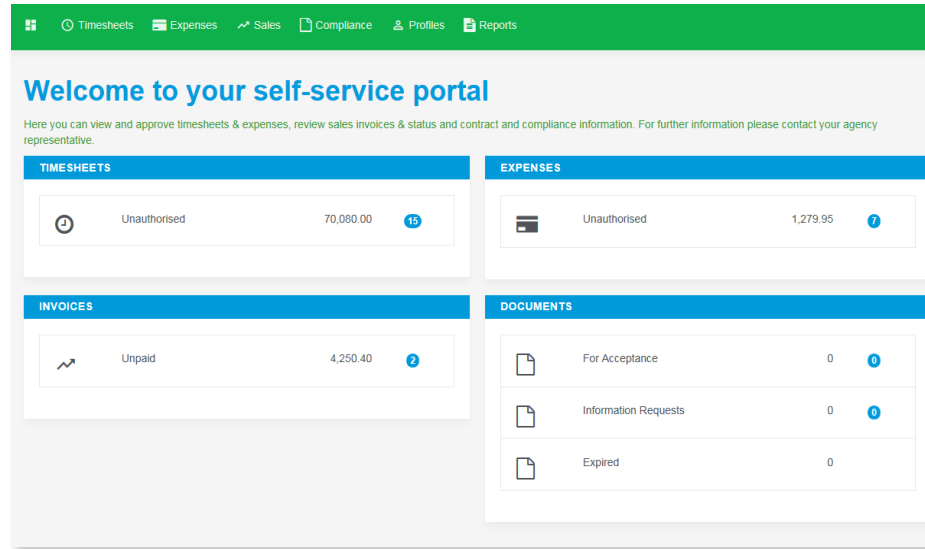 Timesheets Expenses Sales Compliance Profiles Reports
Welcome to your self-service portal
Here you can view and approve timesheets & expenses, review sales invoices & status and contract and compliance information. For further information please contact your agency
representative.
TIMESHEETS
Unauthorised 70,080.00 15
EXPENSES
Unauthorised 1,279.95 7
INVOICES
Unpaid 4,250.40 2
DOCUMENTS
For Acceptance 0 0
Information Requests 0 0
Expired 0